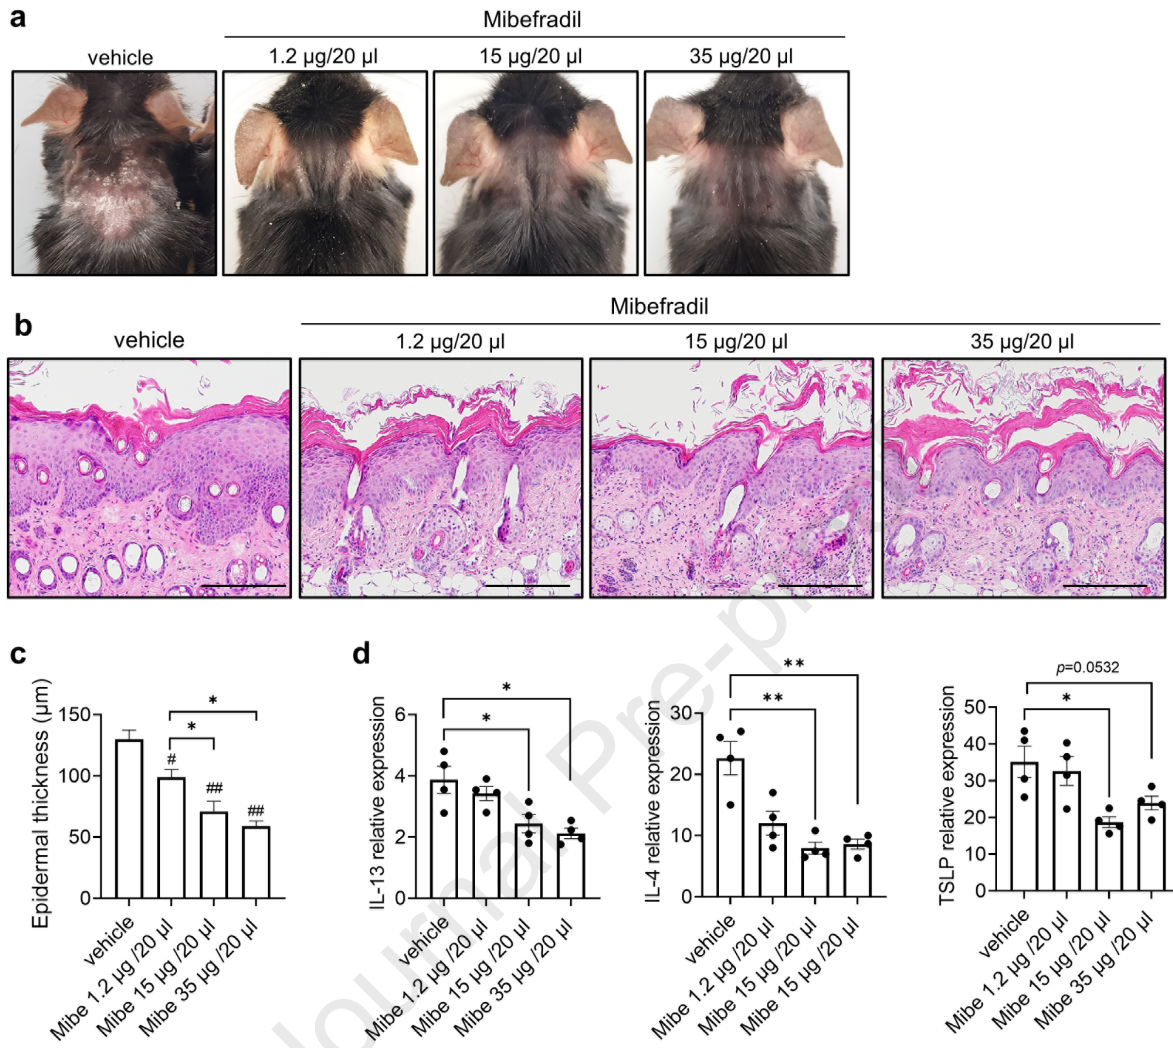 a
Mibefradil
vehicle
1.2 µg/20 µl
15 µg/20 µl
35 µg/20 µl
b
Mibefradil
vehicle
1.2 µg/20 µl
15 µg/20 µl
35 µg/20 µl
c
Epidermal thickness (µm)
150
100
50
0
#
##
##
*
*
vehicle
Mibe 1.2 µg /20 µl
Mibe 15 µg /20 µl
Mibe 35 µg /20 µl
d
IL-13 relative expression
6
4
2
0
*
*
vehicle
Mibe 1.2 µg /20 µl
Mibe 15 µg /20 µl
Mibe 35 µg /20 µl
IL-4 relative expression
30
20
10
0
**
**
vehicle
Mibe 1.2 µg /20 µl
Mibe 15 µg /20 µl
Mibe 15 µg /20 µl
TSLP relative expression
50
40
30
20
10
0
p=0.0532
*
vehicle
Mibe 1.2 µg /20 µl
Mibe 15 µg /20 µl
Mibe 35 µg /20 µl
Journal Pre-p